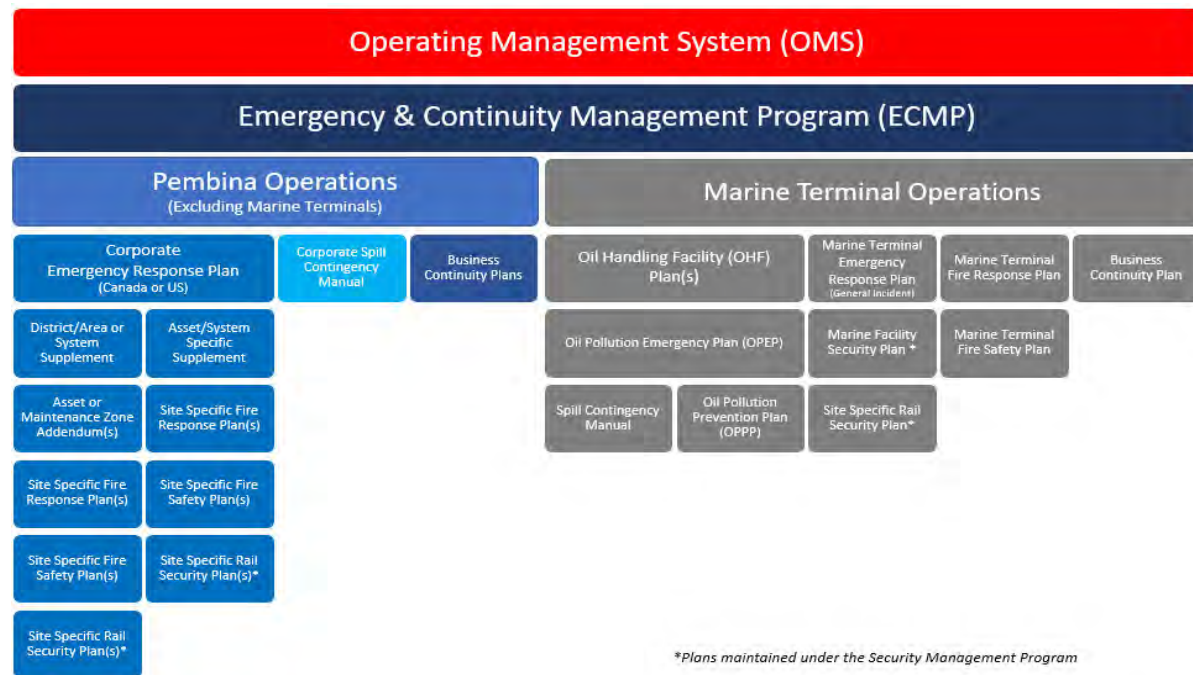 Operating Management System (OMS)
Emergency & Continuity Management Program (ECMP)
Pembina Operations
(Excluding Marine Terminals)
Marine Terminal Operations
Corporate
Emergency Response Plan
(Canada or US)
Corporate Spill
Contingency
Manual
Business
Continuity Plans
Oil Handling Facility (OHF)
Plan(s)
Marine Terminal
Emergency
Response Plan
(General Incident)
Marine Terminal
Fire Response Plan
Business
Continuity Plan
District/Area or
System
Supplement
Asset/System
Specific
Supplement
Oil Pollution Emergency Plan (OPEP)
Marine Facility
Security Plan *
Marine Terminal
Fire Safety Plan
Asset or
Maintenance Zone
Addendum(s)
Site Specific Fire
Response Plan(s)
Spill Contingency
Manual
Oil Pollution
Prevention Plan
(OPPP)
Site Specific Rail
Security Plan*
Site Specific Fire
Response Plan(s)
Site Specific Fire
Safety Plan(s)
Site Specific Fire
Safety Plan(s)
Site Specific Rail
Security Plan(s)*
Site Specific Rail
Security Plan(s)*
*Plans maintained under the Security Management Program